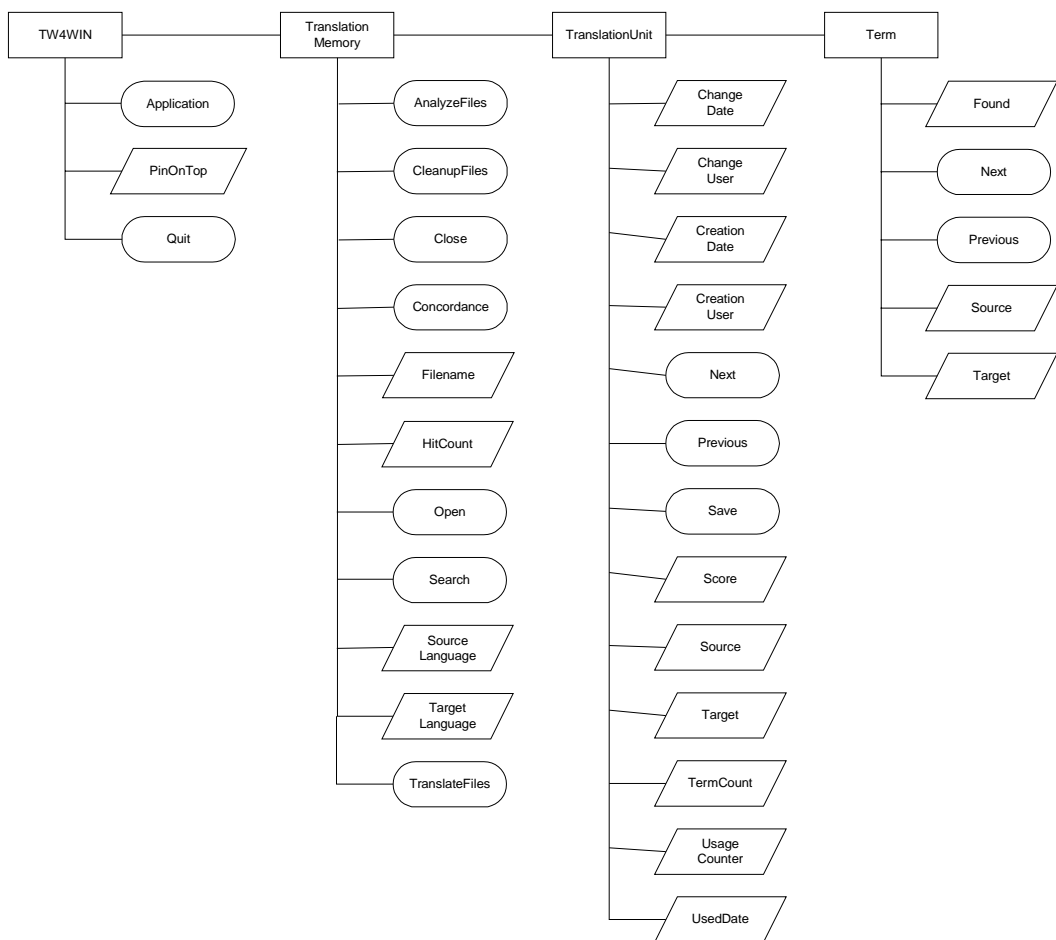 TW4WIN
Application
PinOnTop
Quit
Translation
Memory
AnalyzeFiles
CleanupFiles
Close
Concordance
Filename
HitCount
Open
Search
Source
Language
Target
Language
TranslateFiles
TranslationUnit
Change
Date
Change
User
Creation
Date
Creation
User
Next
Previous
Save
Score
Source
Target
TermCount
Usage
Counter
UsedDate
Term
Found
Next
Previous
Source
Target